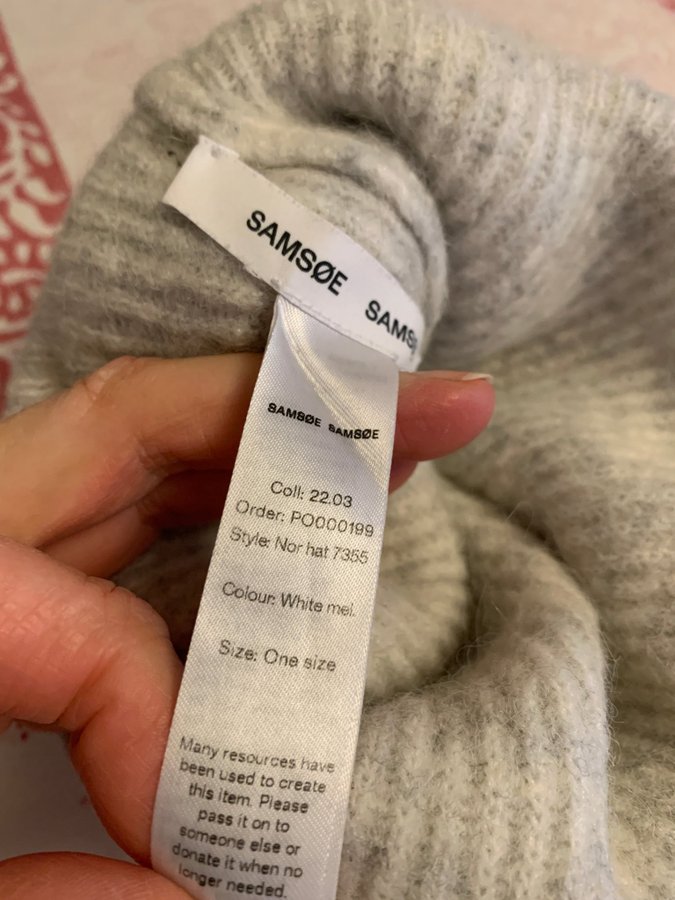 SAMSØE SAMS
SAMSØE SAMSØE
Coll: 22.03
Order: PO000199
Style: Nor hat 7355
Colour: White mel.
Size: One size
Many resources have
been used to create
this item. Please
pass it on to
someone else or
donate it when no
longer needed.